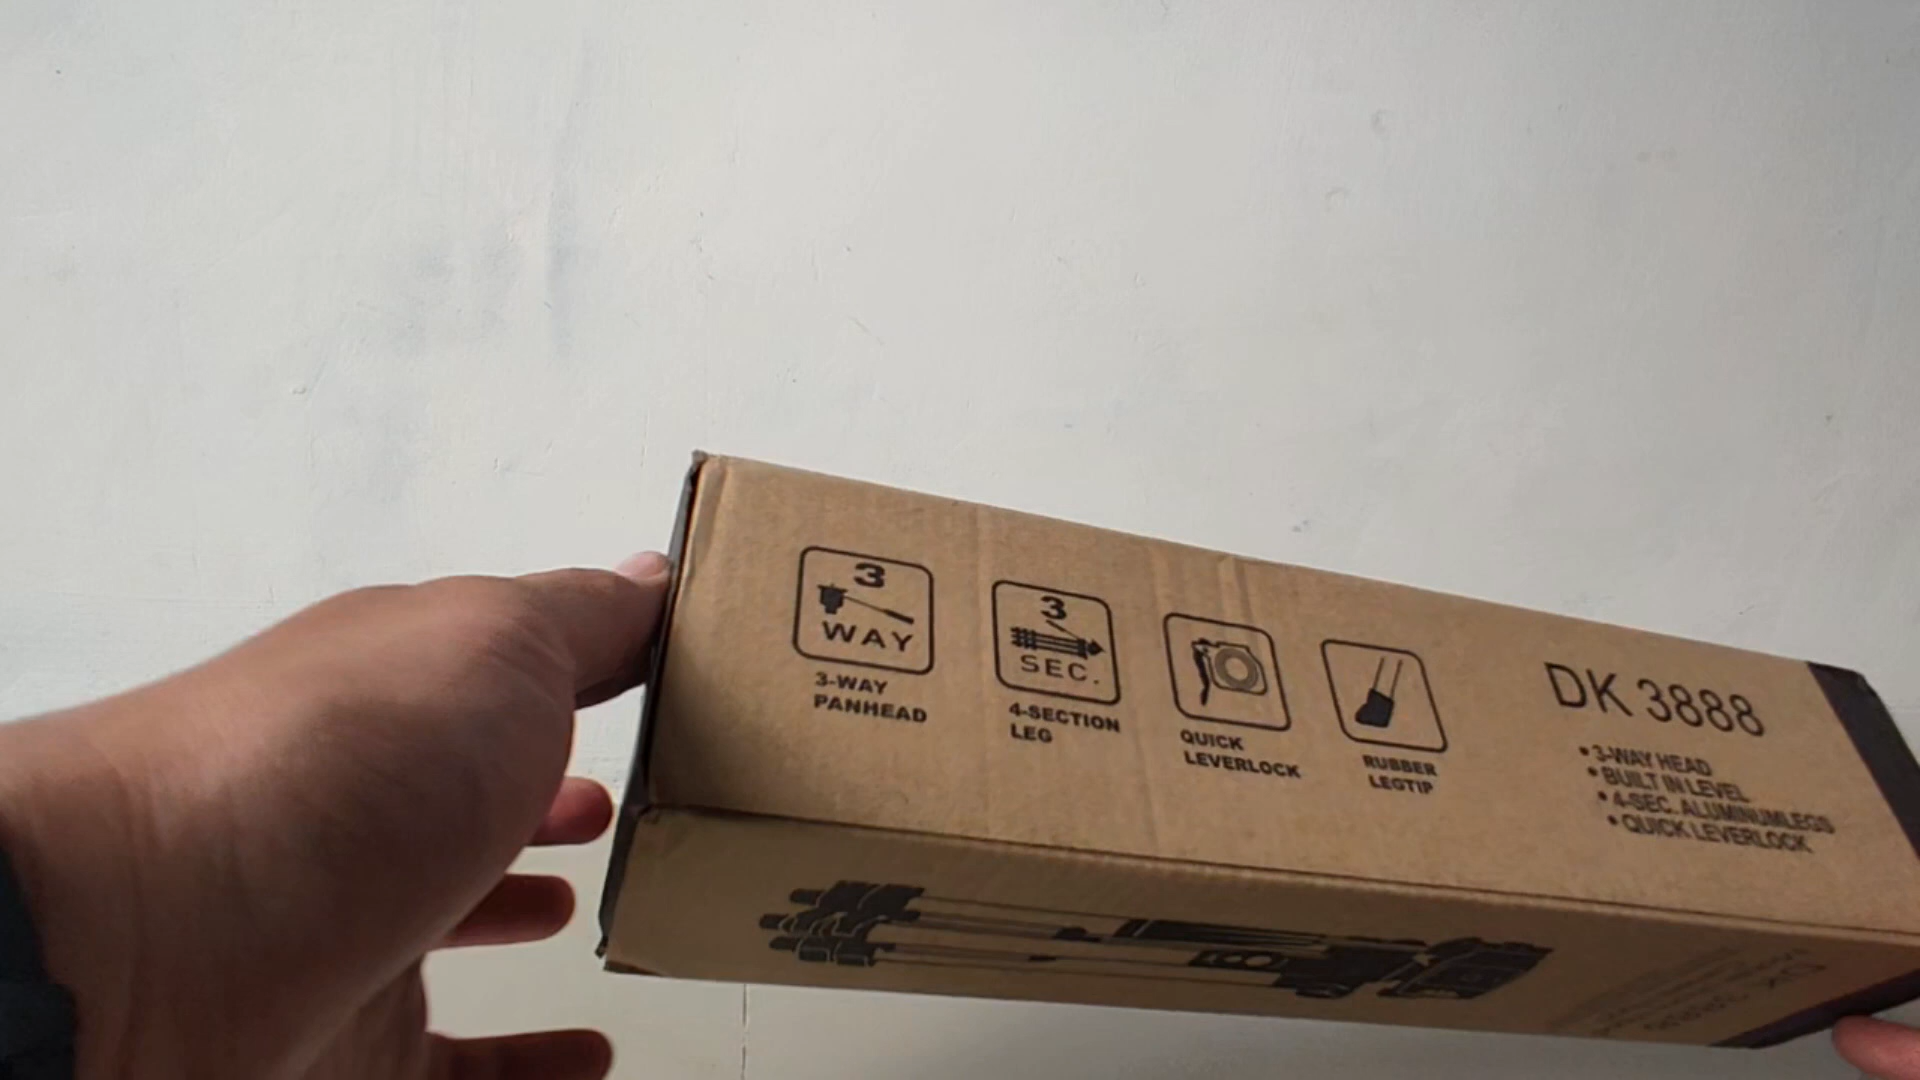 3
WAY
3-WAY
PANHEAD
3
SEC.
4-SECTION
LEG
QUICK
LEVERLOCK
RUBBER
LEGTIP
DK 3888
• 3-WAY HEAD
• BUILT IN LEVEL
• 4-SEC. ALUMINUMLEGS
• QUICK LEVERLOCK